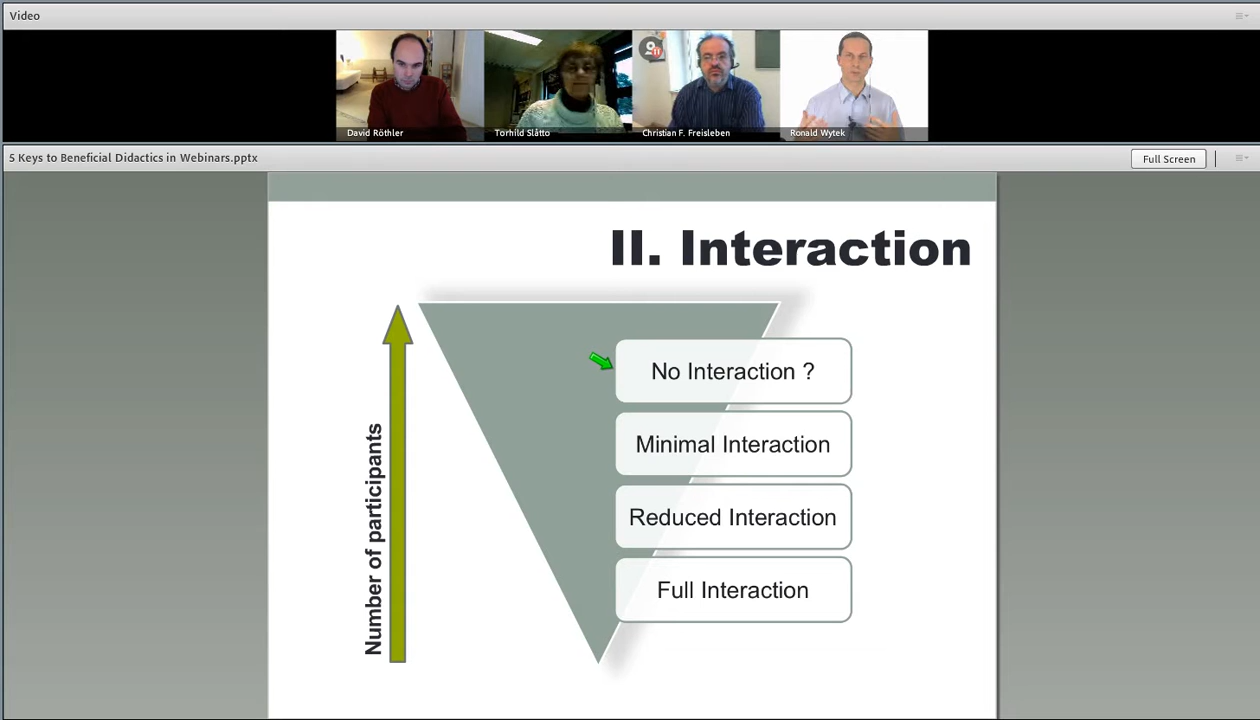 Video
David Röthler
Torhild Slåtto
Christian F. Freisleben
Ronald Wytek
5 Keys to Beneficial Didactics in Webinars.pptx
Full Screen
II. Interaction
Number of participants
No Interaction ?
Minimal Interaction
Reduced Interaction
Full Interaction